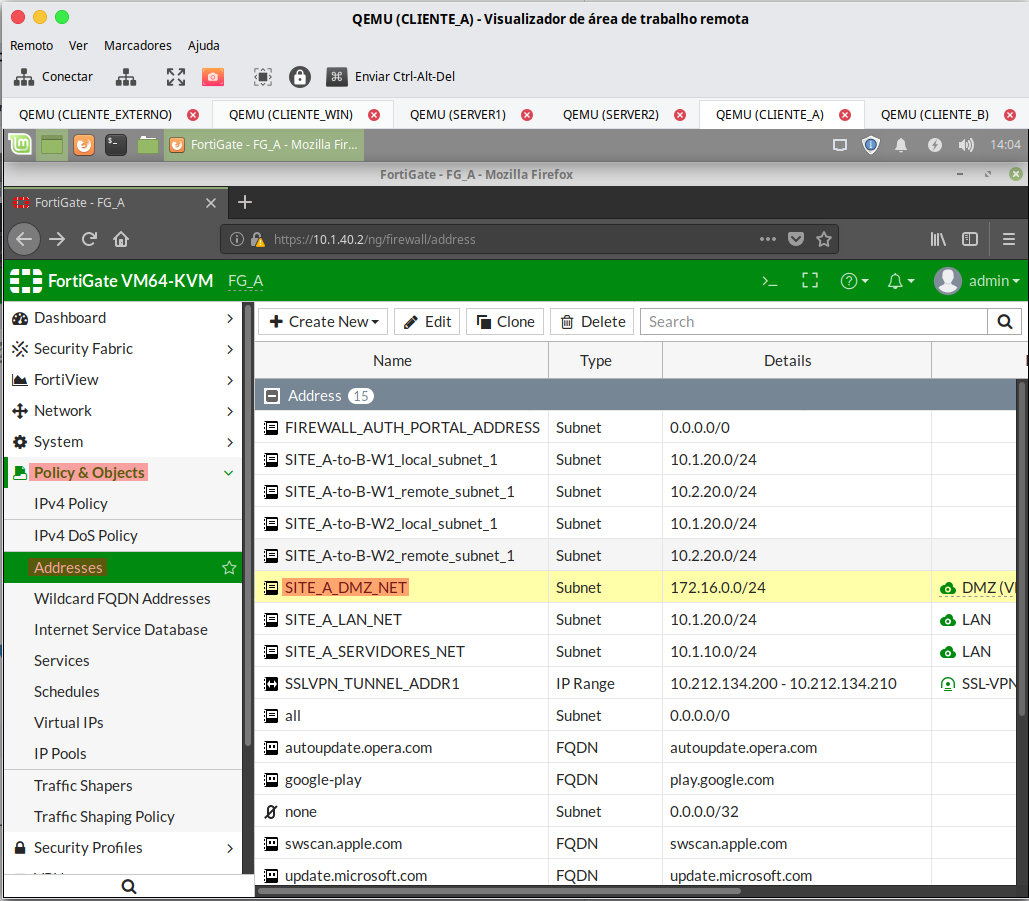 QEMU (CLIENTE_A) - Visualizador de área de trabalho remota
Remoto Ver Marcadores Ajuda
Conectar Enviar Ctrl-Alt-Del
QEMU (CLIENTE_EXTERNO) QEMU (CLIENTE_WIN) QEMU (SERVER1) QEMU (SERVER2) QEMU (CLIENTE_A) QEMU (CLIENTE_B)
FortiGate - FG_A - Mozilla Fir... 14:04
FortiGate - FG_A - Mozilla Firefox
FortiGate - FG_A
https://10.1.40.2/ng/firewall/address
FortiGate VM64-KVM FG_A admin
Dashboard
Security Fabric
FortiView
Network
System
Policy & Objects
IPv4 Policy
IPv4 DoS Policy
Addresses
Wildcard FQDN Addresses
Internet Service Database
Services
Schedules
Virtual IPs
IP Pools
Traffic Shapers
Traffic Shaping Policy
Security Profiles
Create New Edit Clone Delete Search
Name Type Details
Address 15
FIREWALL_AUTH_PORTAL_ADDRESS Subnet 0.0.0.0/0
SITE_A-to-B-W1_local_subnet_1 Subnet 10.1.20.0/24
SITE_A-to-B-W1_remote_subnet_1 Subnet 10.2.20.0/24
SITE_A-to-B-W2_local_subnet_1 Subnet 10.1.20.0/24
SITE_A-to-B-W2_remote_subnet_1 Subnet 10.2.20.0/24
SITE_A_DMZ_NET Subnet 172.16.0.0/24 DMZ (V
SITE_A_LAN_NET Subnet 10.1.20.0/24 LAN
SITE_A_SERVIDORES_NET Subnet 10.1.10.0/24 LAN
SSLVPN_TUNNEL_ADDR1 IP Range 10.212.134.200 - 10.212.134.210 SSL-VPN
all Subnet 0.0.0.0/0
autoupdate.opera.com FQDN autoupdate.opera.com
google-play FQDN play.google.com
none Subnet 0.0.0.0/32
swscan.apple.com FQDN swscan.apple.com
update.microsoft.com FQDN update.microsoft.com